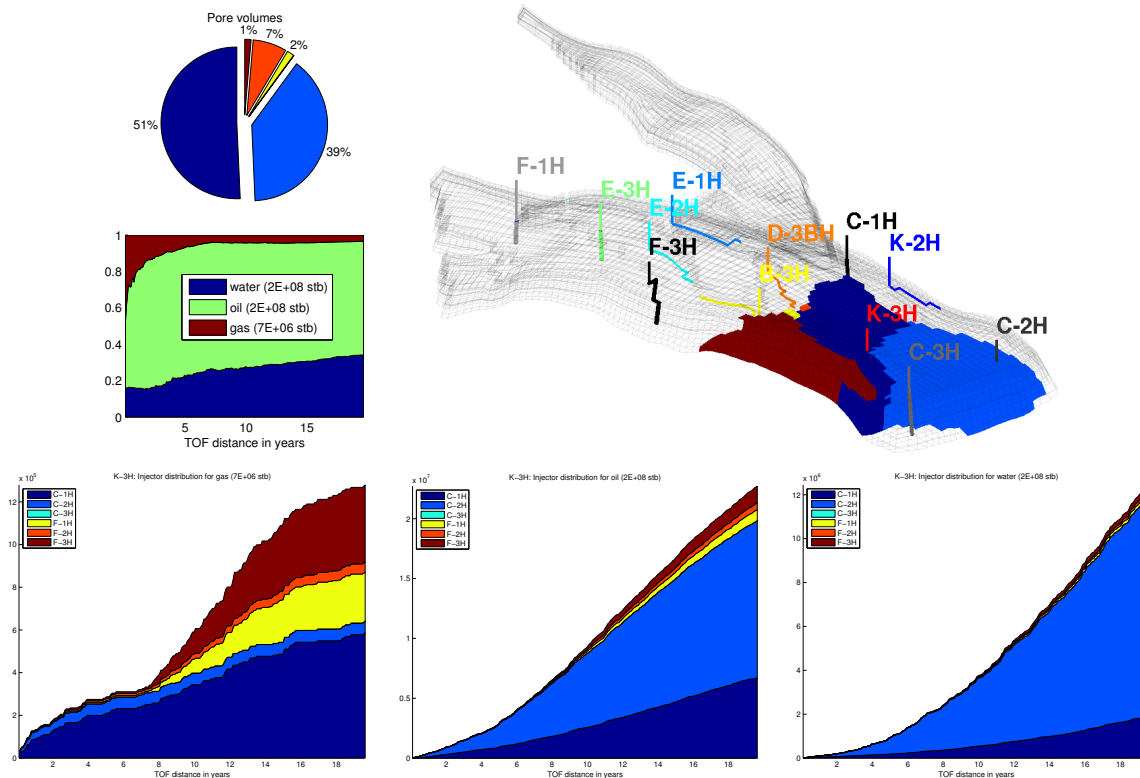 Pore volumes
1%
7%
2%
51%
39%
1
0.8
0.6
0.4
0.2
0
5
10
15
TOF distance in years
water (2E+08 stb)
oil (2E+08 stb)
gas (7E+06 stb)
F-1H
E-3H
E-1H
E-2H
F-3H
D-3BH
B-3H
C-1H
K-2H
K-3H
C-2H
C-3H
K−3H: Injector distribution for gas (7E+06 stb)
x 10^5
12
10
8
6
4
2
0
C−1H
C−2H
C−3H
F−1H
F−2H
F−3H
2 4 6 8 10 12 14 16 18
TOF distance in years
K−3H: Injector distribution for oil (2E+08 stb)
x 10^7
2
1.5
1
0.5
0
C−1H
C−2H
C−3H
F−1H
F−2H
F−3H
2 4 6 8 10 12 14 16 18
TOF distance in years
K−3H: Injector distribution for water (2E+08 stb)
x 10^6
12
10
8
6
4
2
0
C−1H
C−2H
C−3H
F−1H
F−2H
F−3H
2 4 6 8 10 12 14 16 18
TOF distance in years